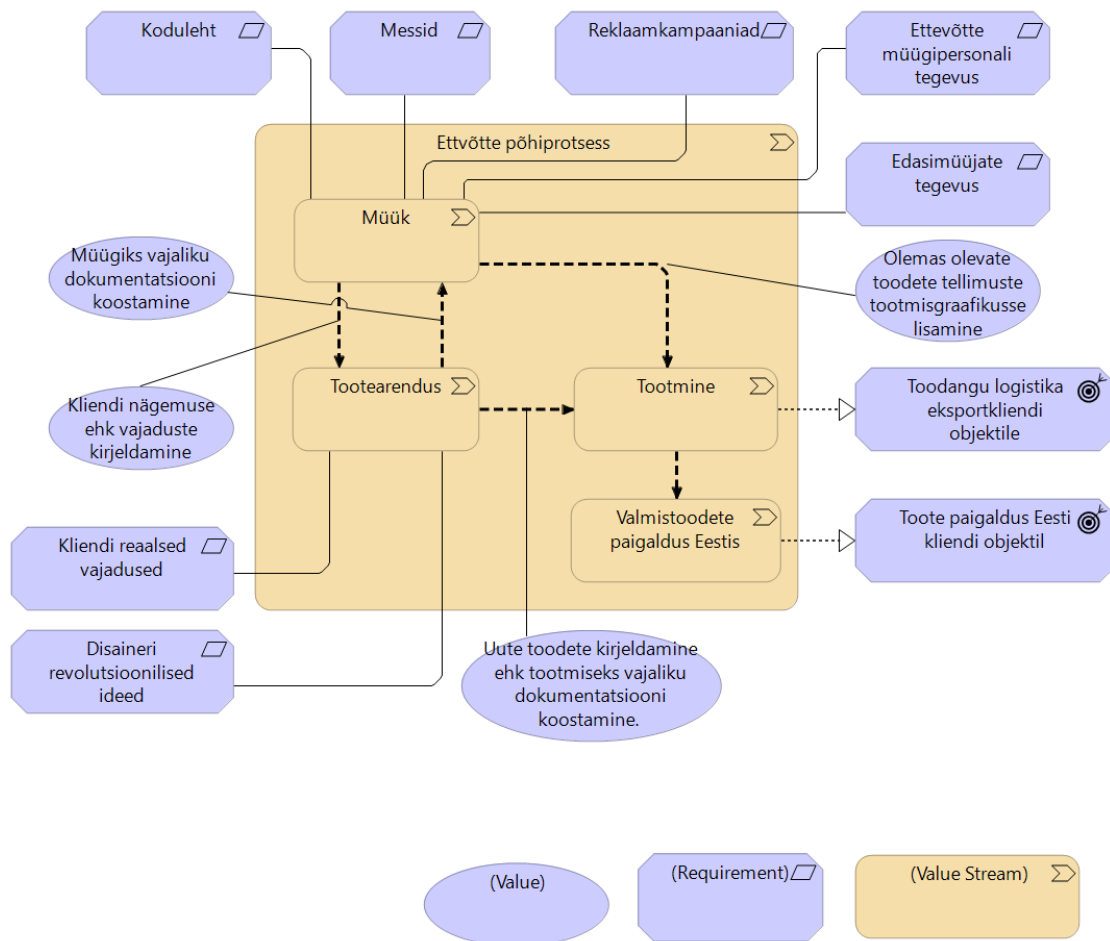 Koduleht
Messid
Reklaamkampaaniad
Ettevõtte
müügipersonali
tegevus
Ettvõtte põhiprotsess
Edasimüüjate
tegevus
Müük
Müügiks vajaliku
dokumentatsiooni
koostamine
Olemas olevate
toodete tellimuste
tootmisgraafikusse
lisamine
Kliendi nägemuse
ehk vajaduste
kirjeldamine
Tootearendus
Tootmine
Toodangu logistika
eksportkliendi
objektile
Valmistoodete
paigaldus Eestis
Toote paigaldus Eesti
kliendi objektil
Kliendi reaalsed
vajadused
Disaineri
revolutsioonilised
ideed
Uute toodete kirjeldamine
ehk tootmiseks vajaliku
dokumentatsiooni
koostamine.
(Value)
(Requirement)
(Value Stream)